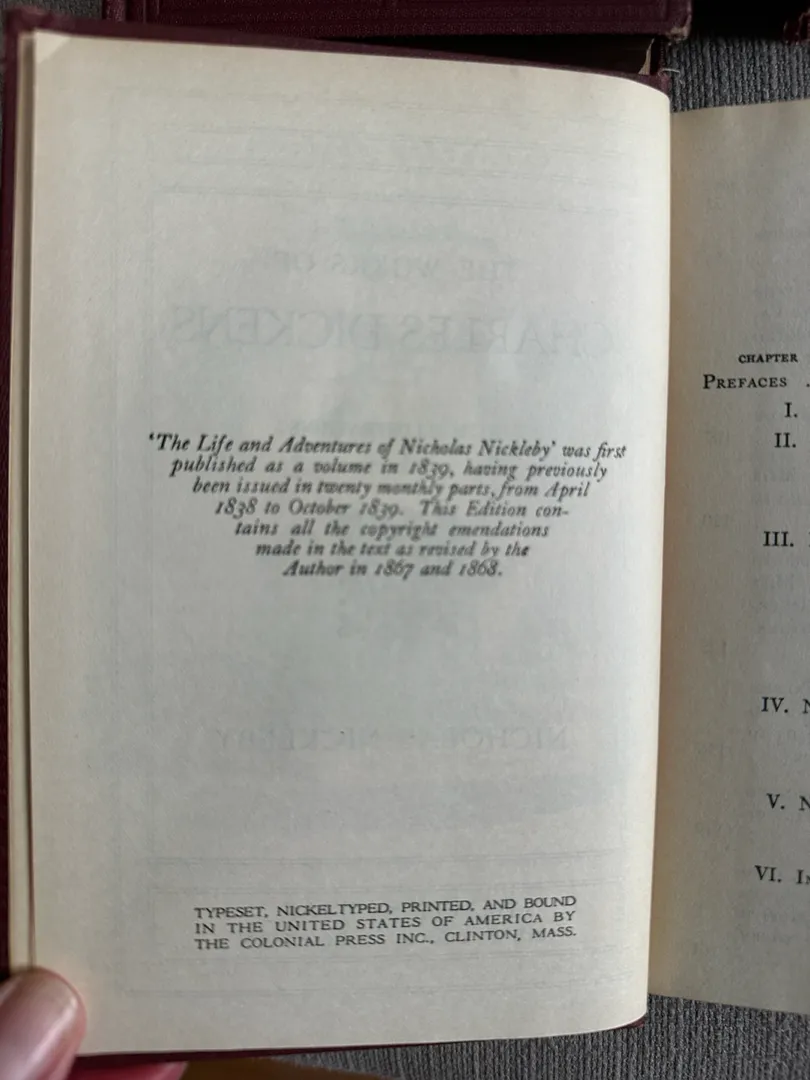 'The Life and Adventures of Nicholas Nickleby' was first
published as a volume in 1839, having previously
been issued in twenty monthly parts, from April
1838 to October 1839. This Edition con-
tains all the copyright emendations
made in the text as revised by the
Author in 1867 and 1868.
TYPESET, NICKELTYPED, PRINTED, AND BOUND
IN THE UNITED STATES OF AMERICA BY
THE COLONIAL PRESS INC., CLINTON, MASS.
CHAPTER
PREFACES .
I.
II.
III.
IV. N
V. N
VI. In